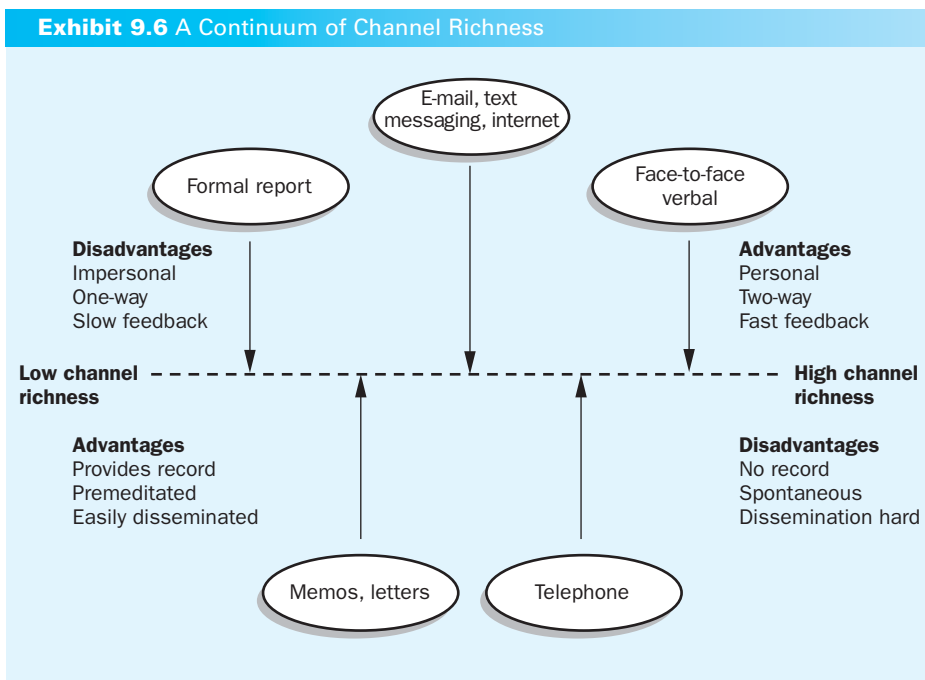 Exhibit 9.6 A Continuum of Channel Richness
E-mail, text
messaging, internet
Formal report
Face-to-face
verbal
Disadvantages
Impersonal
One-way
Slow feedback
Advantages
Personal
Two-way
Fast feedback
Low channel
richness
High channel
richness
Advantages
Provides record
Premeditated
Easily disseminated
Disadvantages
No record
Spontaneous
Dissemination hard
Memos, letters
Telephone